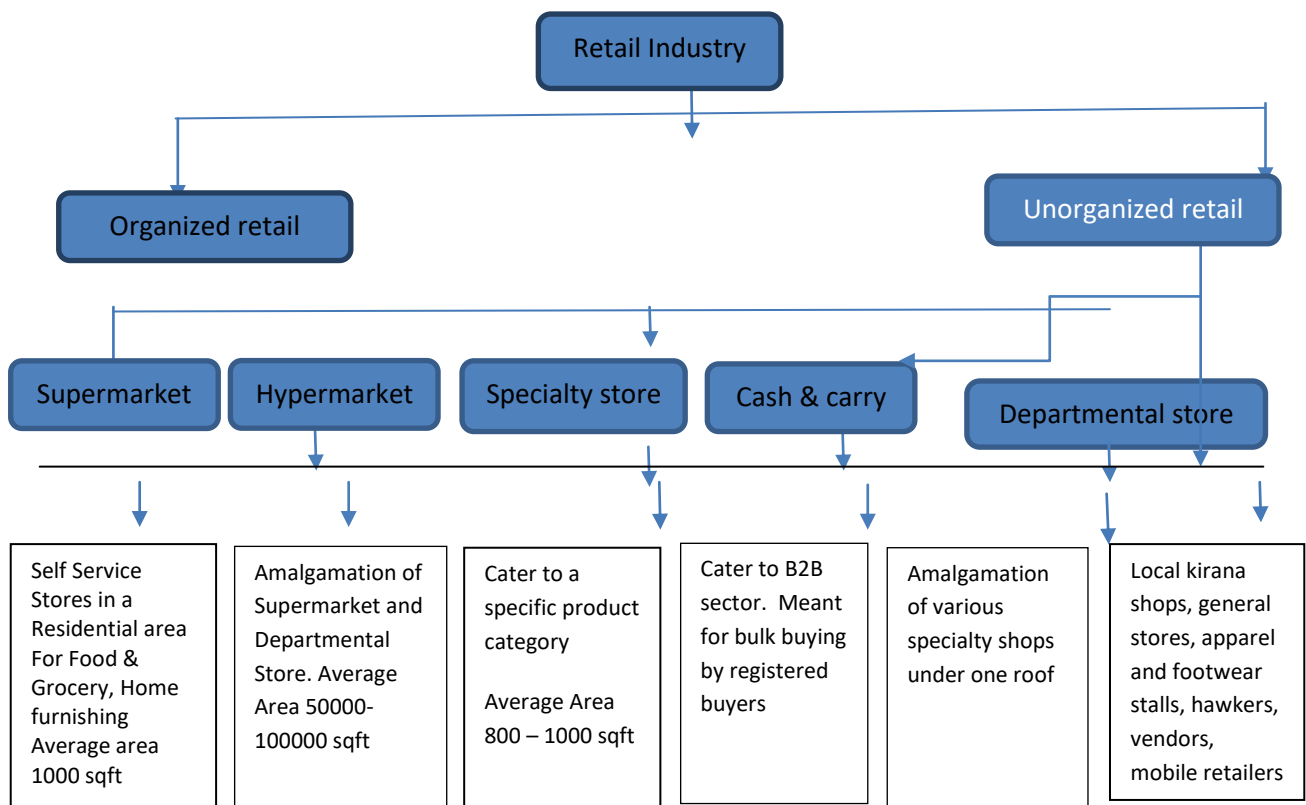 Retail Industry
Organized retail
Unorganized retail
Supermarket
Hypermarket
Specialty store
Cash & carry
Departmental store
Self Service
Stores in a
Residential area
For Food &
Grocery, Home
furnishing
Average area
1000 sqft
Amalgamation of
Supermarket and
Departmental
Store. Average
Area 50000-
100000 sqft
Cater to a
specific product
category
Average Area
800 – 1000 sqft
Cater to B2B
sector.  Meant
for bulk buying
by registered
buyers
Amalgamation
of various
specialty shops
under one roof
Local kirana
shops, general
stores, apparel
and footwear
stalls, hawkers,
vendors,
mobile retailers